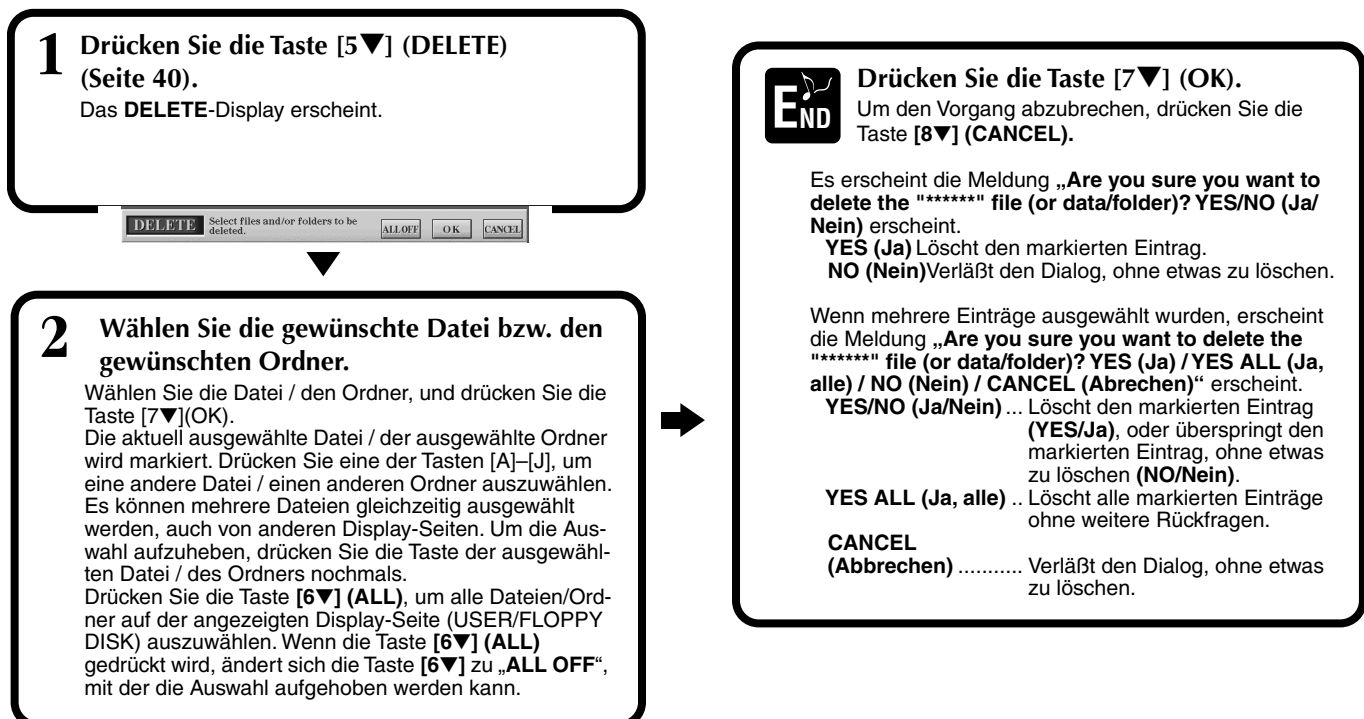 1 Drücken Sie die Taste [5▼] (DELETE)
(Seite 40).
Das DELETE-Display erscheint.
DELETE Select files and/or folders to be
deleted. ALL OFF OK CANCEL
▼
2 Wählen Sie die gewünschte Datei bzw. den
gewünschten Ordner.
Wählen Sie die Datei / den Ordner, und drücken Sie die
Taste [7▼](OK).
Die aktuell ausgewählte Datei / der ausgewählte Ordner
wird markiert. Drücken Sie eine der Tasten [A]–[J], um
eine andere Datei / einen anderen Ordner auszuwählen.
Es können mehrere Dateien gleichzeitig ausgewählt
werden, auch von anderen Display-Seiten. Um die Aus-
wahl aufzuheben, drücken Sie die Taste der ausgewähl-
ten Datei / des Ordners nochmals.
Drücken Sie die Taste [6▼] (ALL), um alle Dateien/Ord-
ner auf der angezeigten Display-Seite (USER/FLOPPY
DISK) auszuwählen. Wenn die Taste [6▼] (ALL)
gedrückt wird, ändert sich die Taste [6▼] zu „ALL OFF“,
mit der die Auswahl aufgehoben werden kann.
END Drücken Sie die Taste [7▼] (OK).
Um den Vorgang abzubrechen, drücken Sie die
Taste [8▼] (CANCEL).
Es erscheint die Meldung „Are you sure you want to
delete the "******" file (or data/folder)? YES/NO (Ja/
Nein) erscheint.
YES (Ja) Löscht den markierten Eintrag.
NO (Nein)Verläßt den Dialog, ohne etwas zu löschen.
Wenn mehrere Einträge ausgewählt wurden, erscheint
die Meldung „Are you sure you want to delete the
"******" file (or data/folder)? YES (Ja) / YES ALL (Ja,
alle) / NO (Nein) / CANCEL (Abrechen)“ erscheint.
YES/NO (Ja/Nein) ... Löscht den markierten Eintrag
(YES/Ja), oder überspringt den
markierten Eintrag, ohne etwas
zu löschen (NO/Nein).
YES ALL (Ja, alle) .. Löscht alle markierten Einträge
ohne weitere Rückfragen.
CANCEL
(Abbrechen) ........... Verläßt den Dialog, ohne etwas
zu löschen.